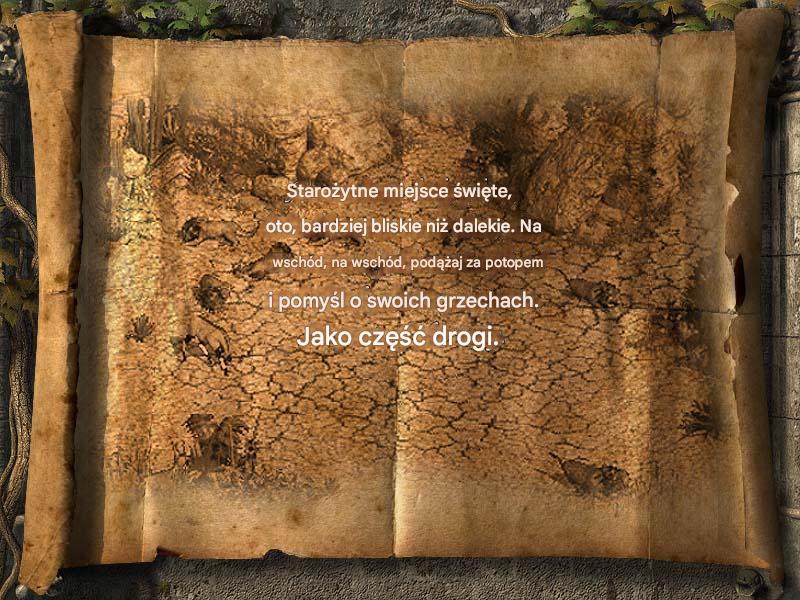 Starożytne miejsce święte,
oto, bardziej bliskie niż dalekie. Na
wschód, na wschód, podążaj za potopem
i pomyśl o swoich grzechach.
Jako część drogi.